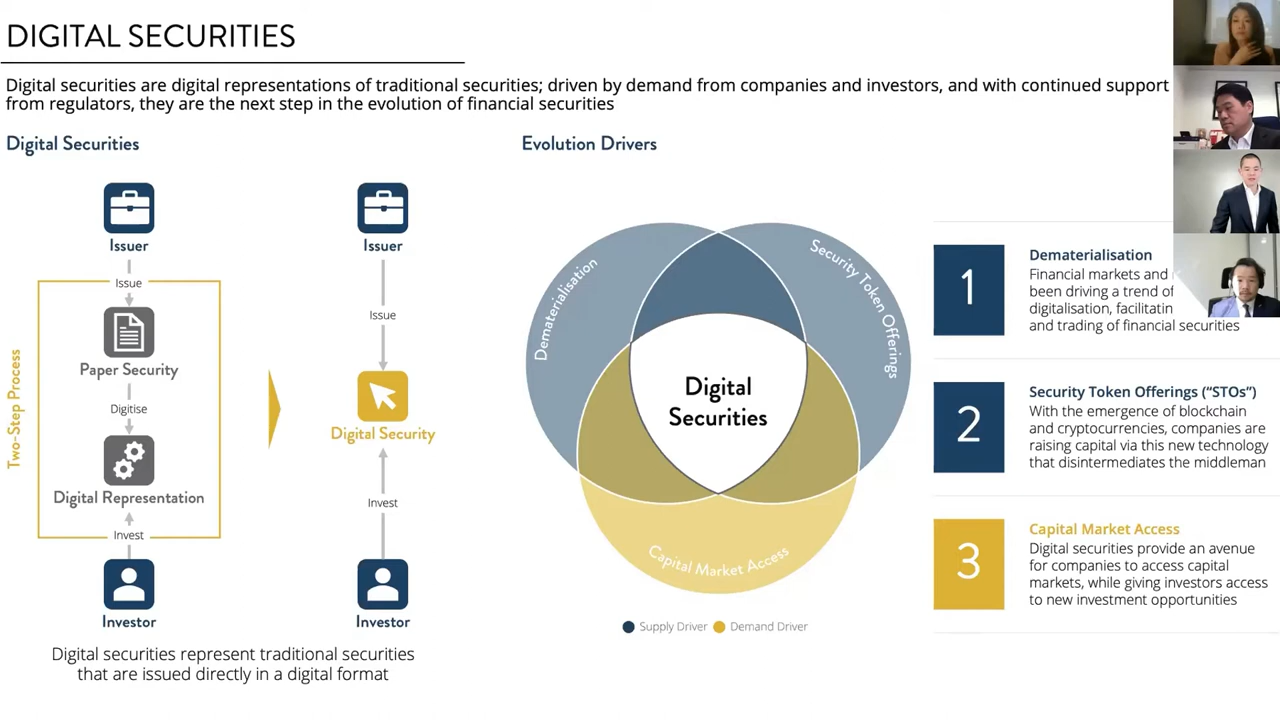 DIGITAL SECURITIES
Digital securities are digital representations of traditional securities; driven by demand from companies and investors, and with continued support
from regulators, they are the next step in the evolution of financial securities
Digital Securities
Issuer
Issue
Paper Security
Digitise
Digital Representation
Invest
Investor
Two-Step Process
Issuer
Issue
Digital Security
Invest
Investor
Digital securities represent traditional securities
that are issued directly in a digital format
Evolution Drivers
Dematerialisation
Security Token Offerings
Digital
Securities
Capital Market Access
Supply Driver
Demand Driver
1
Dematerialisation
Financial markets and
been driving a trend of
digitalisation, facilitatin
and trading of financial securities
2
Security Token Offerings ("STOs")
With the emergence of blockchain
and cryptocurrencies, companies are
raising capital via this new technology
that disintermediates the middleman
3
Capital Market Access
Digital securities provide an avenue
for companies to access capital
markets, while giving investors access
to new investment opportunities